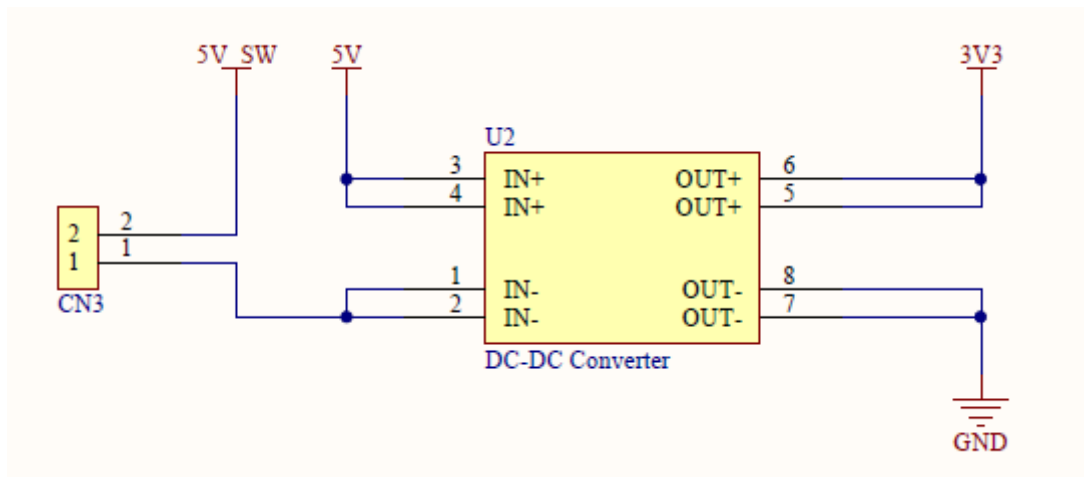 5V_SW 5V 3V3
U2
3 IN+ OUT+ 6
4 IN+ OUT+ 5
2 2
1 1
1 IN- OUT- 8
2 IN- OUT- 7
CN3
DC-DC Converter
GND